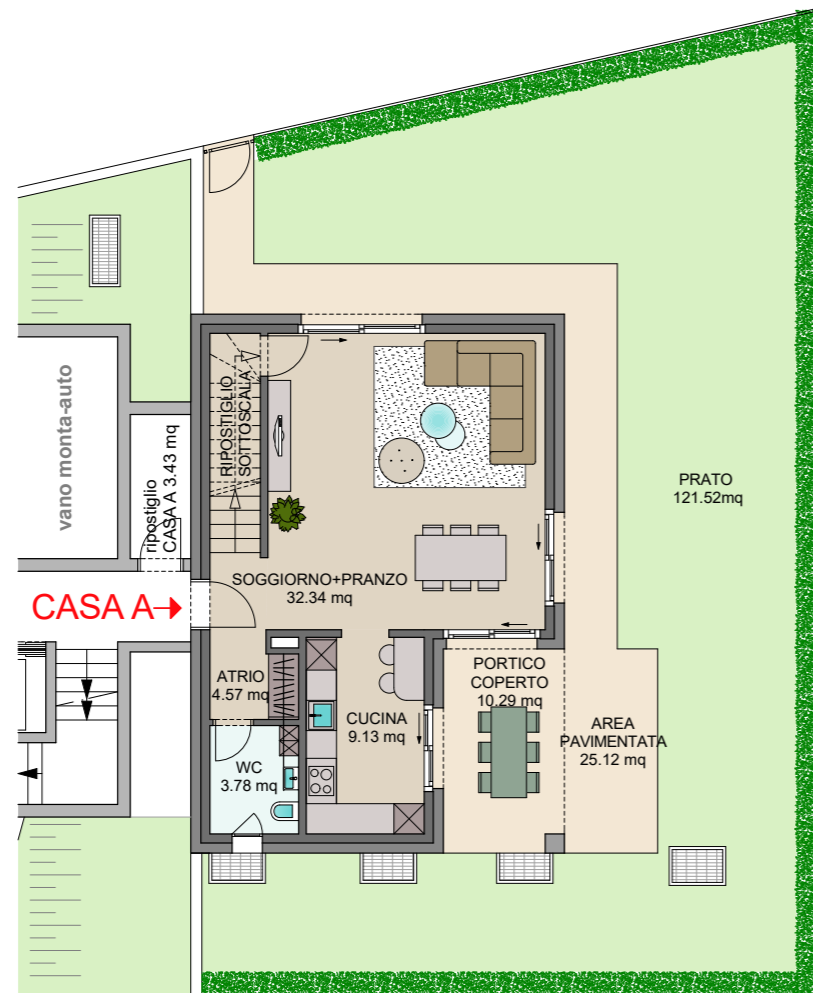 vano monta-auto
ripostiglio
CASA A 3.43 mq
RIPOSTIGLIO
SOTTOSCALA
PRATO
121.52mq
SOGGIORNO+PRANZO
32.34 mq
CASA A
ATRIO
4.57 mq
CUCINA
9.13 mq
PORTICO
COPERTO
10.29 mq
AREA
PAVIMENTATA
25.12 mq
WC
3.78 mq